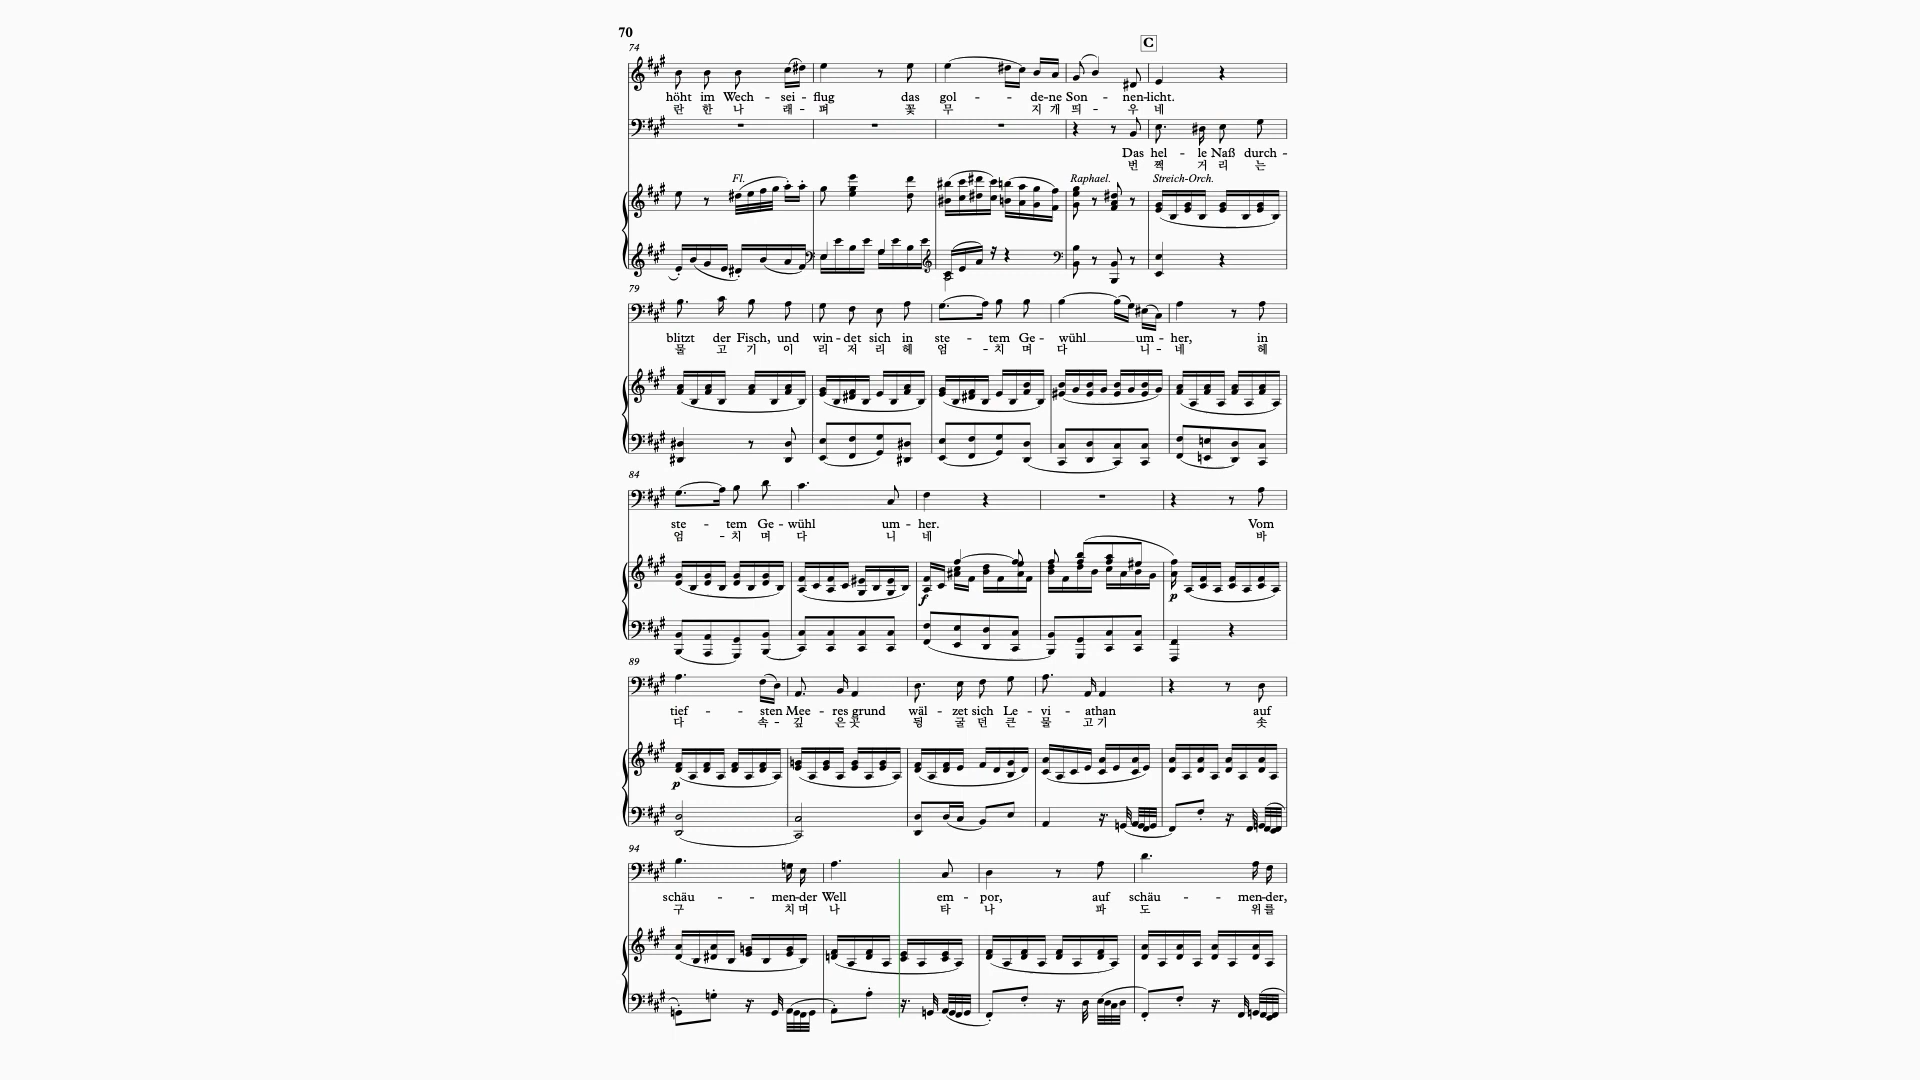 70
74
C
höht im Wech - sei - flug das gol - - de-ne Son - nen-licht.
란 한 나 래 - 펴 꽃 무 지 개 띄 - 우 네
Das hel - le Naß durch -
번 쩍 거 리 는
Fl.
Raphael.
Streich-Orch.
79
blitzt der Fisch, und win - det sich in ste - tem Ge - wühl um - her, in
물 고 기 이 리 저 리 헤 엄 - 치 며 다 니 - 네 헤
84
ste - tem Ge - wühl um - her. Vom
엄 - 치 며 다 니 네 바
f
p
89
tief - - sten Mee - res grund wäl - zet sich Le - vi - athan auf
다 속 - 깊 은 곳 뒹 굴 던 큰 물 고 기 솟
p
94
schäu - - men-der Well em - por, auf schäu - - men-der,
구 치 며 나 타 나 파 도 위 를